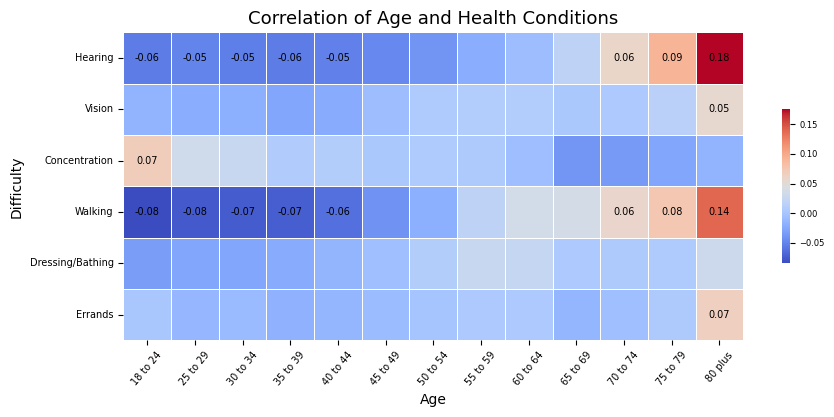 Correlation of Age and Health Conditions
Difficulty
Hearing -0.06 -0.05 -0.05 -0.06 -0.05 0.06 0.09 0.18
Vision 0.05
Concentration 0.07
Walking -0.08 -0.08 -0.07 -0.07 -0.06 0.06 0.08 0.14
Dressing/Bathing
Errands 0.07
18 to 24 25 to 29 30 to 34 35 to 39 40 to 44 45 to 49 50 to 54 55 to 59 60 to 64 65 to 69 70 to 74 75 to 79 80 plus
Age
0.15
0.10
0.05
0.00
-0.05